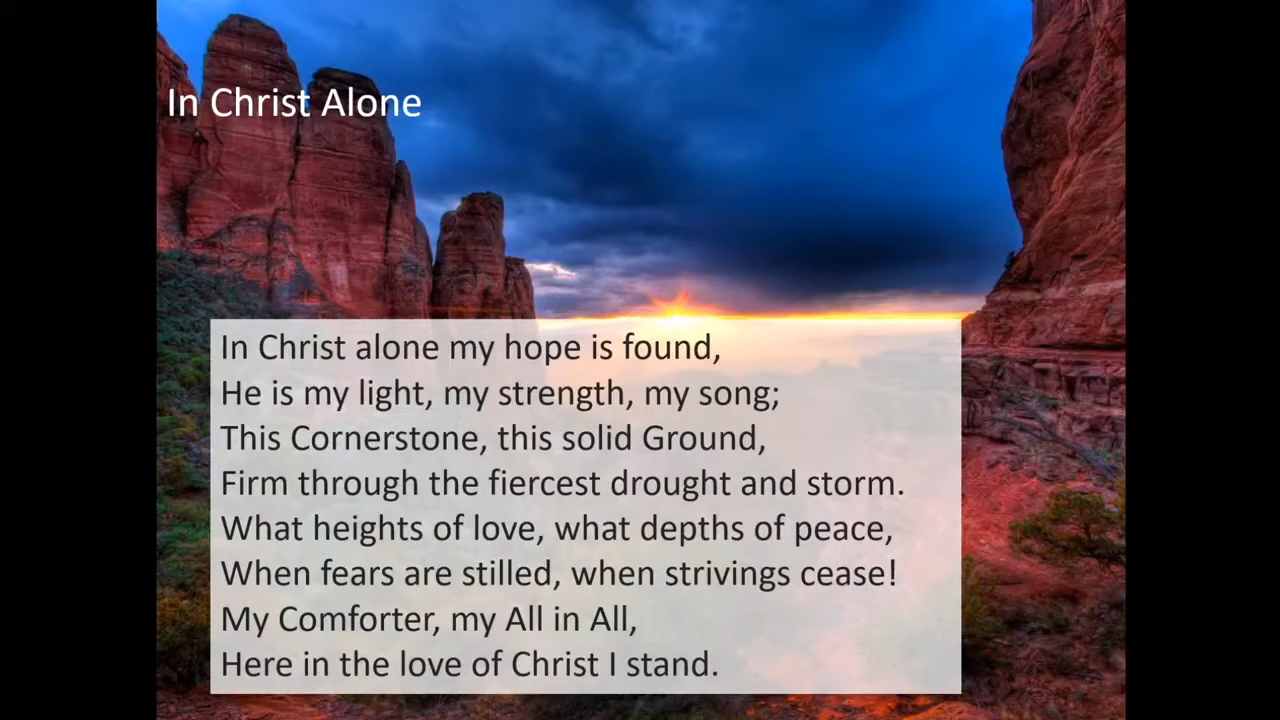 In Christ Alone
In Christ alone my hope is found,
He is my light, my strength, my song;
This Cornerstone, this solid Ground,
Firm through the fiercest drought and storm.
What heights of love, what depths of peace,
When fears are stilled, when strivings cease!
My Comforter, my All in All,
Here in the love of Christ I stand.